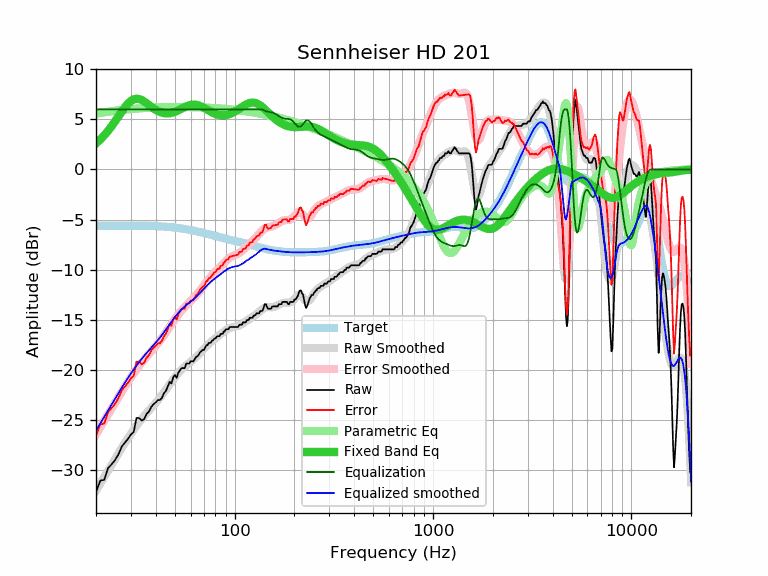 Sennheiser HD 201
10
5
0
−5
−10
−15
−20
−25
−30
Amplitude (dBr)
Target
Raw Smoothed
Error Smoothed
Raw
Error
Parametric Eq
Fixed Band Eq
Equalization
Equalized smoothed
100
1000
10000
Frequency (Hz)